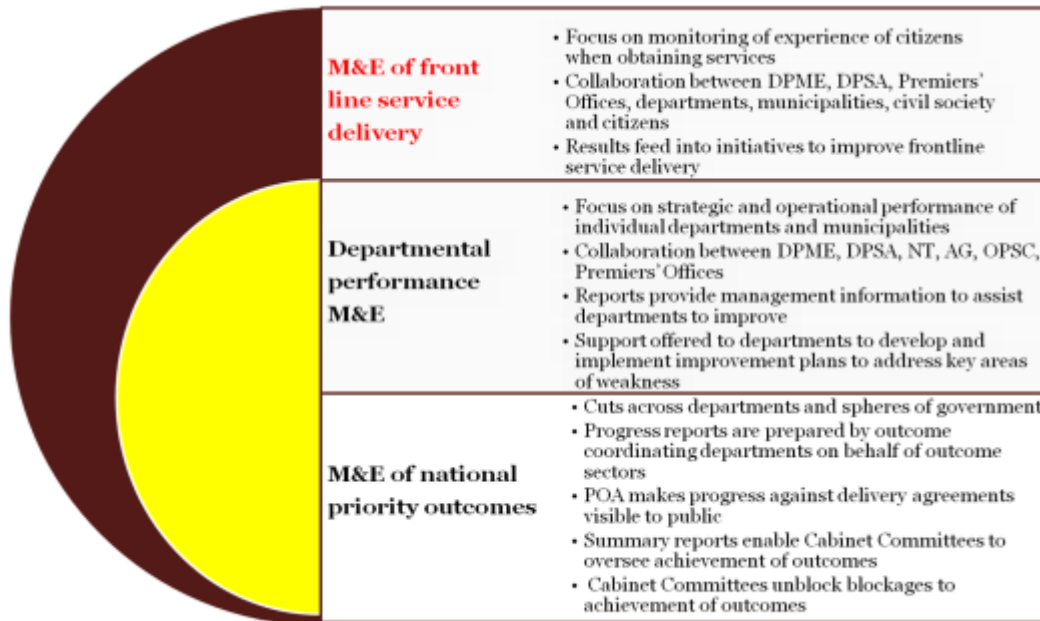 M&E of front
line service
delivery
• Focus on monitoring of experience of citizens
when obtaining services
• Collaboration between DPME, DPSA, Premiers'
Offices, departments, municipalities, civil society
and citizens
• Results feed into initiatives to improve frontline
service delivery
Departmental
performance
M&E
• Focus on strategic and operational performance of
individual departments and municipalities
• Collaboration between DPME, DPSA, NT, AG, OPSC,
Premiers' Offices
• Reports provide management information to assist
departments to improve
• Support offered to departments to develop and
implement improvement plans to address key areas
of weakness
M&E of national
priority outcomes
• Cuts across departments and spheres of government
• Progress reports are prepared by outcome
coordinating departments on behalf of outcome
sectors
• POA makes progress against delivery agreements
visible to public
• Summary reports enable Cabinet Committees to
oversee achievement of outcomes
• Cabinet Committees unblock blockages to
achievement of outcomes